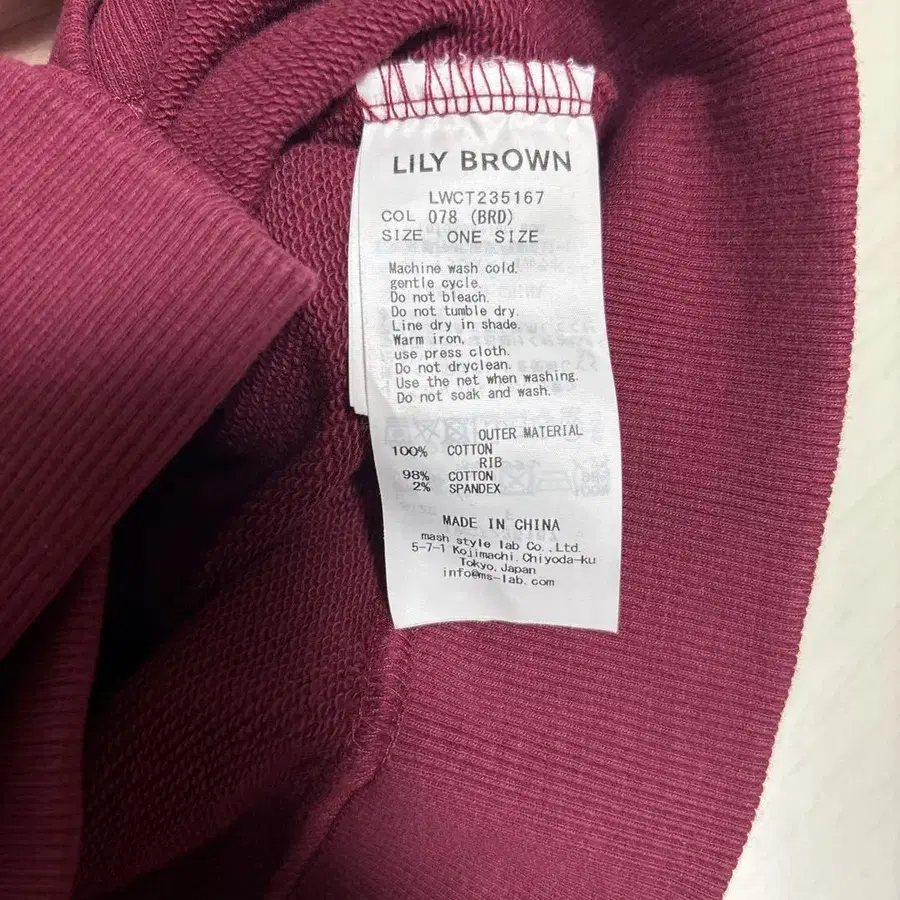 LILY BROWN
LWCT235167
COL 078 (BRD)
SIZE ONE SIZE
Machine wash cold.
gentle cycle.
Do not bleach.
Do not tumble dry.
Line dry in shade.
Warm iron,
use press cloth.
Do not dryclean.
Use the net when washing.
Do not soak and wash.
OUTER MATERIAL
100% COTTON
RIB
98% COTTON
2% SPANDEX
MADE IN CHINA
mash style lab Co.,Ltd.
5-7-1 Kojimachi, Chiyoda-ku
Tokyo, Japan
info@ms-lab.com